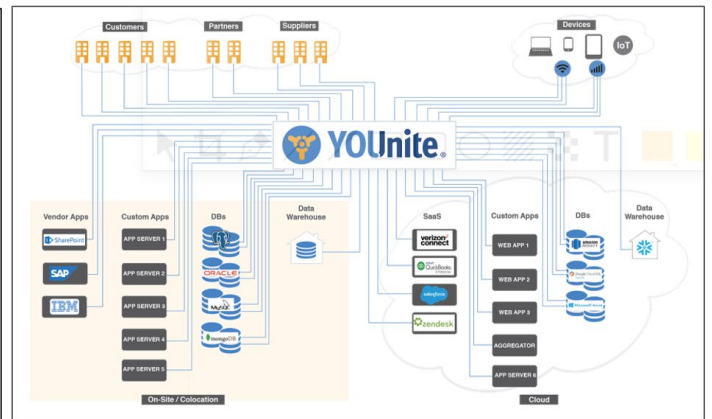 Customers
Partners
Suppliers
Devices
IoT
YOUnite®
Vendor Apps
Custom Apps
DBs
Data
Warehouse
SaaS
Custom Apps
DBs
Data
Warehouse
SharePoint
SAP
IBM
APP SERVER 1
APP SERVER 2
APP SERVER 3
APP SERVER 4
APP SERVER 5
ORACLE
MySQL
mongoDB
verizon
connect
QuickBooks
salesforce
zendesk
WEB APP 1
WEB APP 2
WEB APP 3
AGGREGATOR
APP SERVER 6
Microsoft Azure
On-Site / Colocation
Cloud